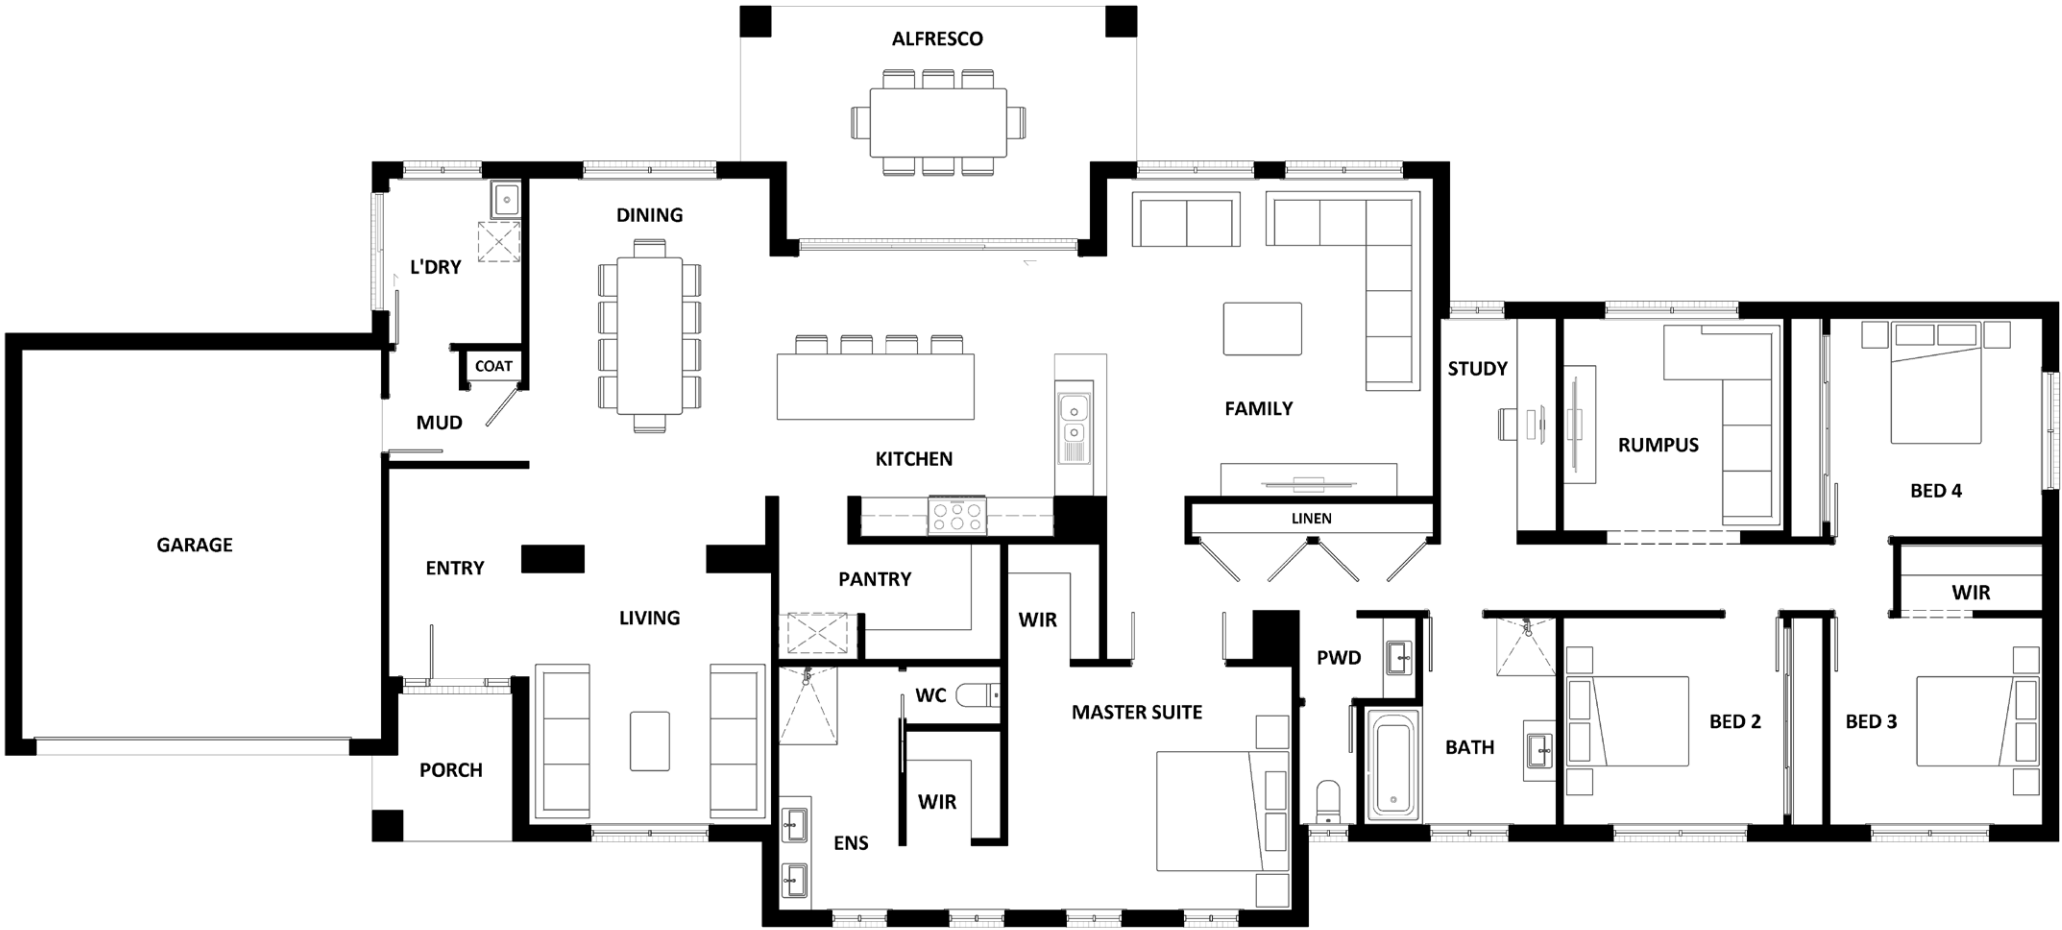 ALFRESCO
DINING
L'DRY
COAT
MUD
STUDY
FAMILY
KITCHEN
RUMPUS
BED 4
LINEN
GARAGE
ENTRY
PANTRY
LIVING
WIR
WIR
PWD
WC
MASTER SUITE
BED 2
BED 3
BATH
PORCH
WIR
ENS